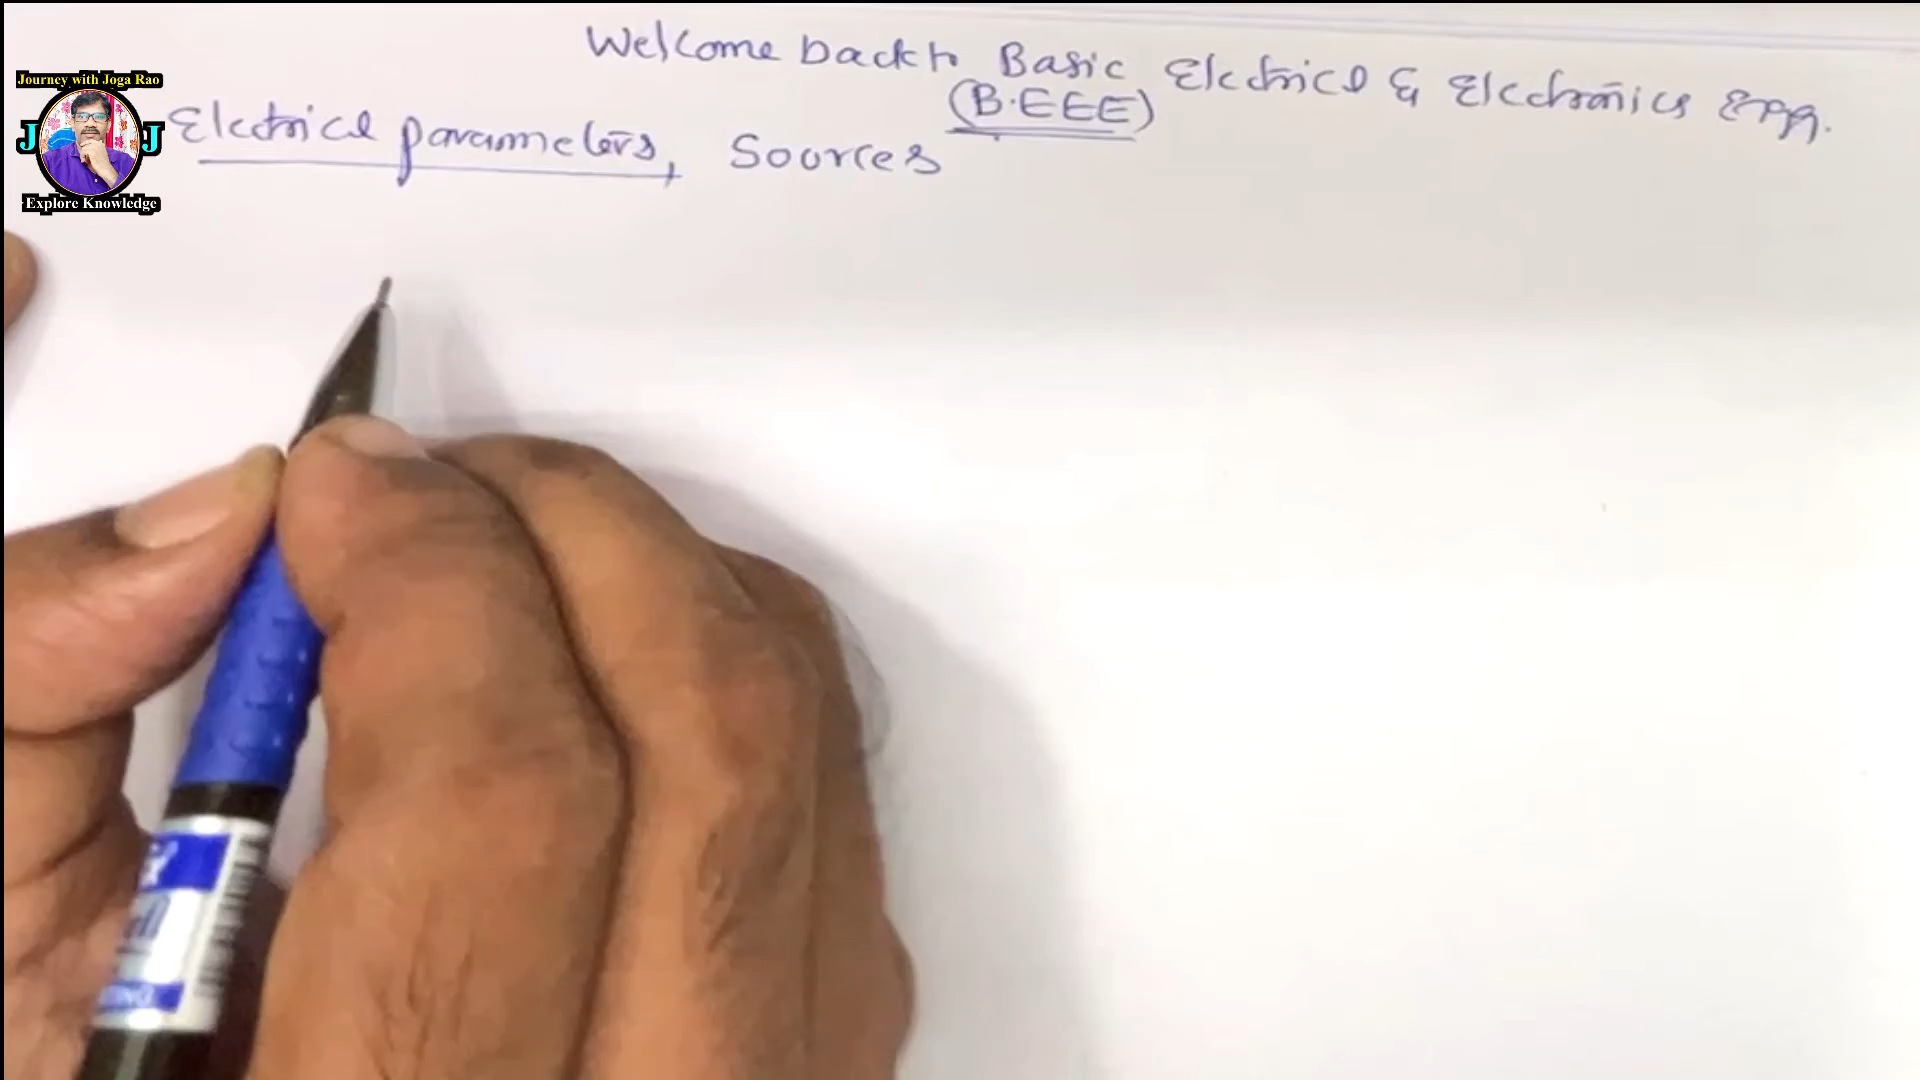 Welcome back to Basic Electrical & Electronics Engg.
(B.EEE)
Electrical parameters, Sources
Journey with Joga Rao
J J
Explore Knowledge